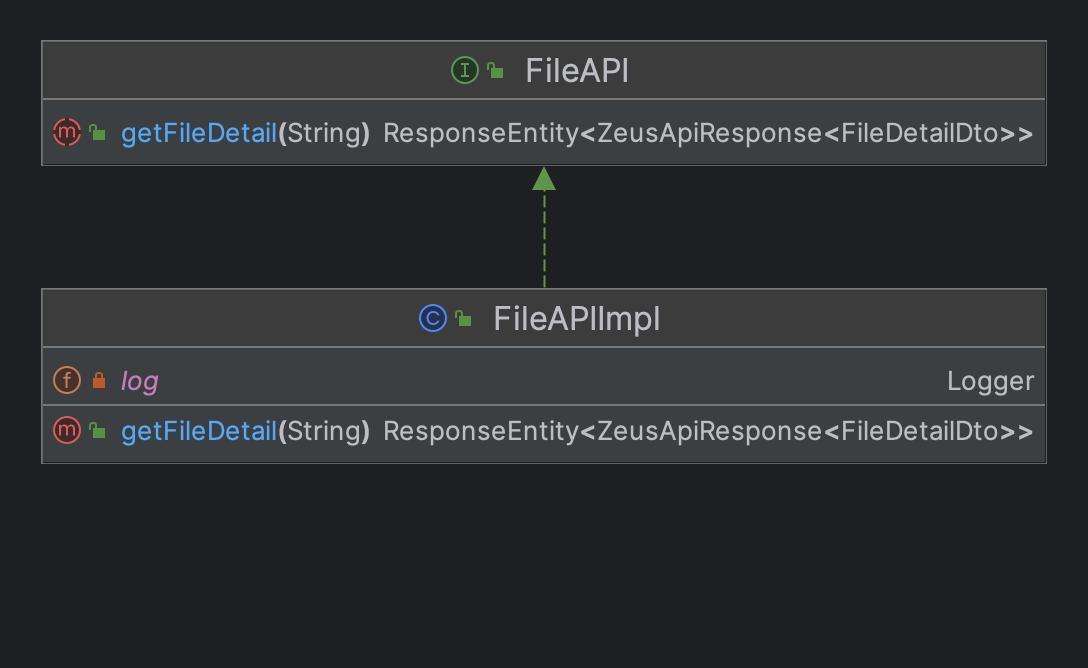 I FileAPI
m getFileDetail(String) ResponseEntity<ZeusApiResponse<FileDetailDto>>
C FileAPIImpl
f log Logger
m getFileDetail(String) ResponseEntity<ZeusApiResponse<FileDetailDto>>